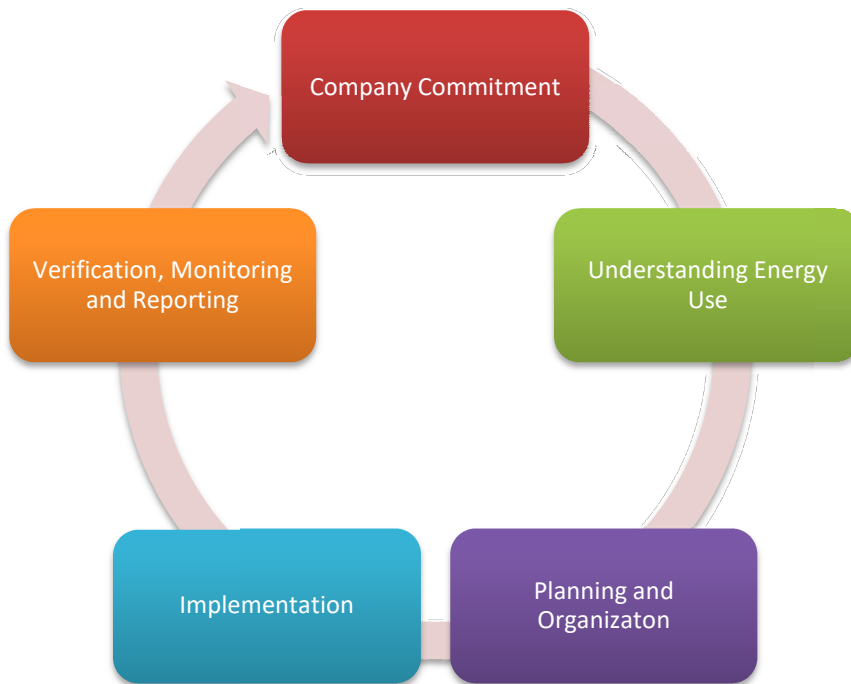 Company Commitment
Understanding Energy
Use
Planning and
Organizaton
Implementation
Verification, Monitoring
and Reporting